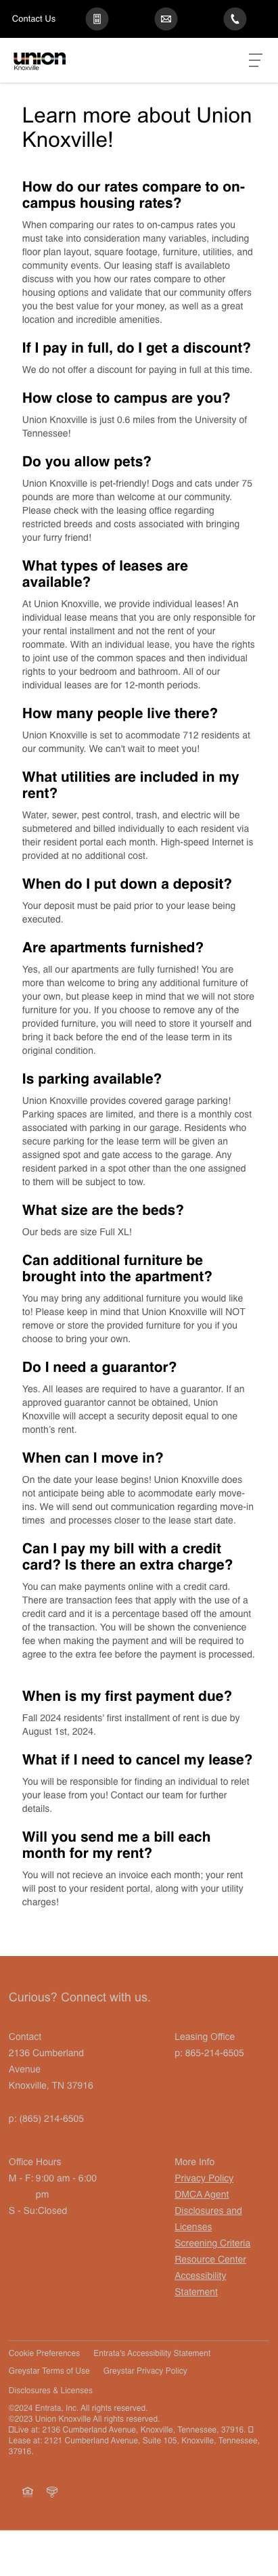 Contact Us
union
Knoxville
Learn more about Union
Knoxville!
How do our rates compare to on-
campus housing rates?
When comparing our rates to on-campus rates you
must take into consideration many variables, including
floor plan layout, square footage, furniture, utilities, and
community events. Our leasing staff is availableto
discuss with you how our rates compare to other
housing options and validate that our community offers
you the best value for your money, as well as a great
location and incredible amenities.
If I pay in full, do I get a discount?
We do not offer a discount for paying in full at this time.
How close to campus are you?
Union Knoxville is just 0.6 miles from the University of
Tennessee!
Do you allow pets?
Union Knoxville is pet-friendly! Dogs and cats under 75
pounds are more than welcome at our community.
Please check with the leasing office regarding
restricted breeds and costs associated with bringing
your furry friend!
What types of leases are
available?
At Union Knoxville, we provide individual leases! An
individual lease means that you are only responsible for
your rental installment and not the rent of your
roommate. With an individual lease, you have the rights
to joint use of the common spaces and then individual
rights to your bedroom and bathroom. All of our
individual leases are for 12-month periods.
How many people live there?
Union Knoxville is set to acommodate 712 residents at
our community. We can't wait to meet you!
What utilities are included in my
rent?
Water, sewer, pest control, trash, and electric will be
submetered and billed individually to each resident via
their resident portal each month. High-speed Internet is
provided at no additional cost.
When do I put down a deposit?
Your deposit must be paid prior to your lease being
executed.
Are apartments furnished?
Yes, all our apartments are fully furnished! You are
more than welcome to bring any additional furniture of
your own, but please keep in mind that we will not store
furniture for you. If you choose to remove any of the
provided furniture, you will need to store it yourself and
bring it back before the end of the lease term in its
original condition.
Is parking available?
Union Knoxville provides covered garage parking!
Parking spaces are limited, and there is a monthly cost
associated with parking in our garage. Residents who
secure parking for the lease term will be given an
assigned spot and gate access to the garage. Any
resident parked in a spot other than the one assigned
to them will be subject to tow.
What size are the beds?
Our beds are size Full XL!
Can additional furniture be
brought into the apartment?
You may bring any additional furniture you would like
to! Please keep in mind that Union Knoxville will NOT
remove or store the provided furniture for you if you
choose to bring your own.
Do I need a guarantor?
Yes. All leases are required to have a guarantor. If an
approved guarantor cannot be obtained, Union
Knoxville will accept a security deposit equal to one
month's rent.
When can I move in?
On the date your lease begins! Union Knoxville does
not anticipate being able to acommodate early move-
ins. We will send out communication regarding move-in
times and processes closer to the lease start date.
Can I pay my bill with a credit
card? Is there an extra charge?
You can make payments online with a credit card.
There are transaction fees that apply with the use of a
credit card and it is a percentage based off the amount
of the transaction. You will be shown the convenience
fee when making the payment and will be required to
agree to the extra fee before the payment is processed.
When is my first payment due?
Fall 2024 residents' first installment of rent is due by
August 1st, 2024.
What if I need to cancel my lease?
You will be responsible for finding an individual to relet
your lease from you! Contact our team for further
details.
Will you send me a bill each
month for my rent?
You will not recieve an invoice each month; your rent
will post to your resident portal, along with your utility
charges!
Curious? Connect with us.
Contact
2136 Cumberland
Avenue
Knoxville, TN 37916
p: (865) 214-6505
Leasing Office
p: 865-214-6505
Office Hours
M - F: 9:00 am - 6:00
pm
S - Su:Closed
More Info
Privacy Policy
DMCA Agent
Disclosures and
Licenses
Screening Criteria
Resource Center
Accessibility
Statement
Cookie Preferences Entrata's Accessibility Statement
Greystar Terms of Use Greystar Privacy Policy
Disclosures & Licenses
©2024 Entrata, Inc. All rights reserved.
©2023 Union Knoxville All rights reserved.
Live at: 2136 Cumberland Avenue, Knoxville, Tennessee, 37916.
Lease at: 2121 Cumberland Avenue, Suite 105, Knoxville, Tennessee,
37916.